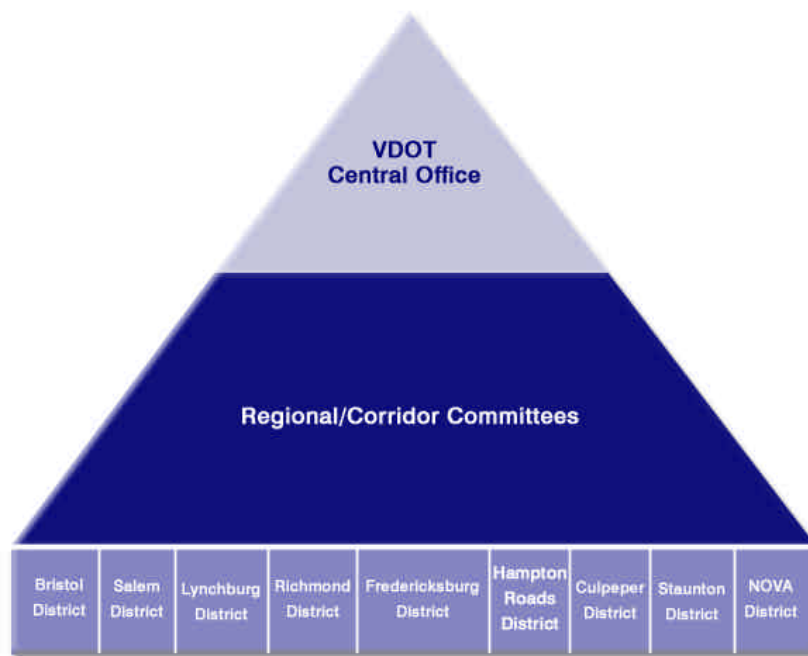 VDOT
Central Office
Regional/Corridor Committees
Bristol
District
Salem
District
Lynchburg
District
Richmond
District
Fredericksburg
District
Hampton
Roads
District
Culpeper
District
Staunton
District
NOVA
District